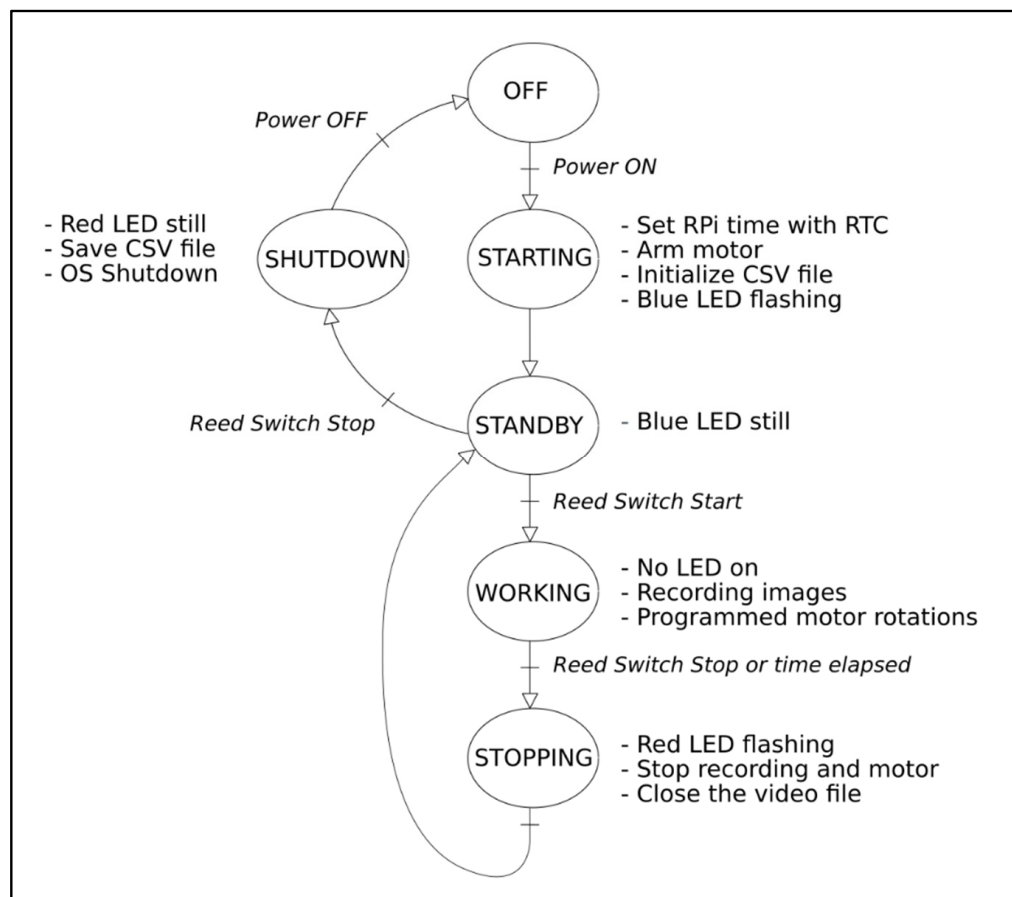 OFF
Power OFF
Power ON
- Red LED still
- Save CSV file
- OS Shutdown
SHUTDOWN
STARTING
- Set RPi time with RTC
- Arm motor
- Initialize CSV file
- Blue LED flashing
Reed Switch Stop
STANDBY
- Blue LED still
Reed Switch Start
WORKING
- No LED on
- Recording images
- Programmed motor rotations
Reed Switch Stop or time elapsed
STOPPING
- Red LED flashing
- Stop recording and motor
- Close the video file